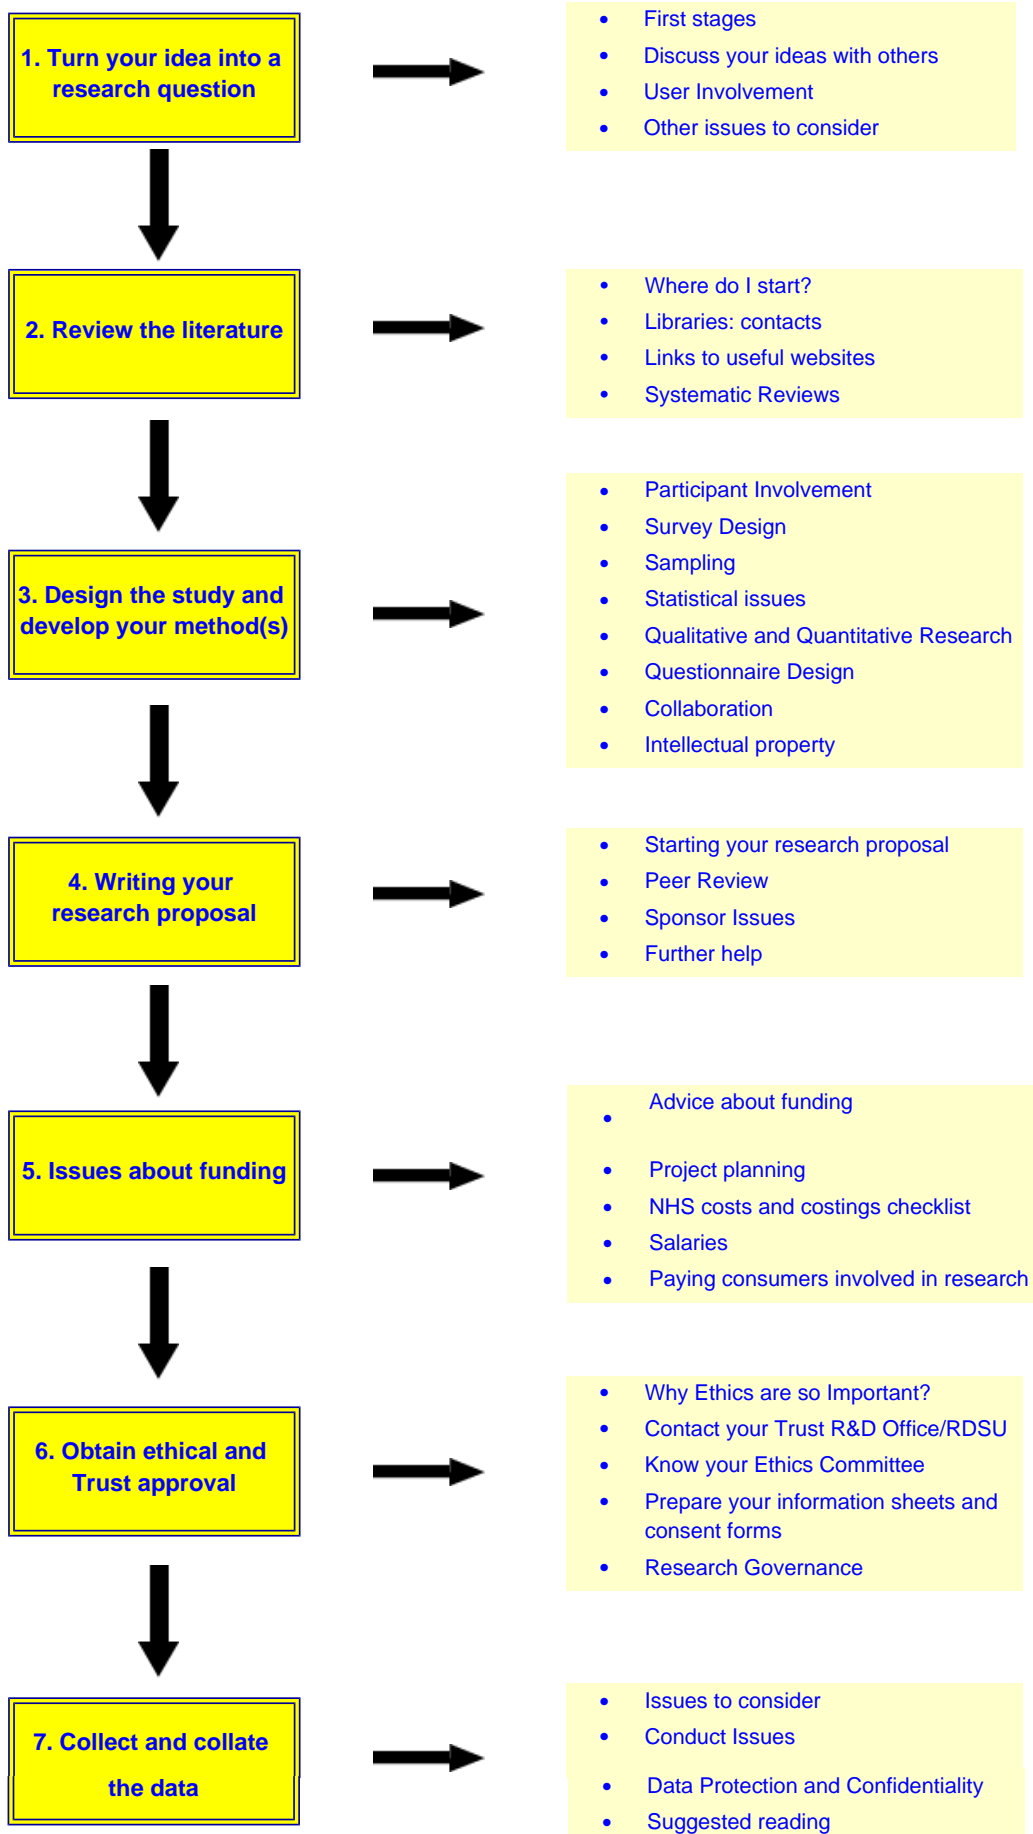 1. Turn your idea into a
research question
• First stages
• Discuss your ideas with others
• User Involvement
• Other issues to consider
2. Review the literature
• Where do I start?
• Libraries: contacts
• Links to useful websites
• Systematic Reviews
3. Design the study and
develop your method(s)
• Participant Involvement
• Survey Design
• Sampling
• Statistical issues
• Qualitative and Quantitative Research
• Questionnaire Design
• Collaboration
• Intellectual property
4. Writing your
research proposal
• Starting your research proposal
• Peer Review
• Sponsor Issues
• Further help
5. Issues about funding
• Advice about funding
• Project planning
• NHS costs and costings checklist
• Salaries
• Paying consumers involved in research
6. Obtain ethical and
Trust approval
• Why Ethics are so Important?
• Contact your Trust R&D Office/RDSU
• Know your Ethics Committee
• Prepare your information sheets and
consent forms
• Research Governance
7. Collect and collate
the data
• Issues to consider
• Conduct Issues
• Data Protection and Confidentiality
• Suggested reading